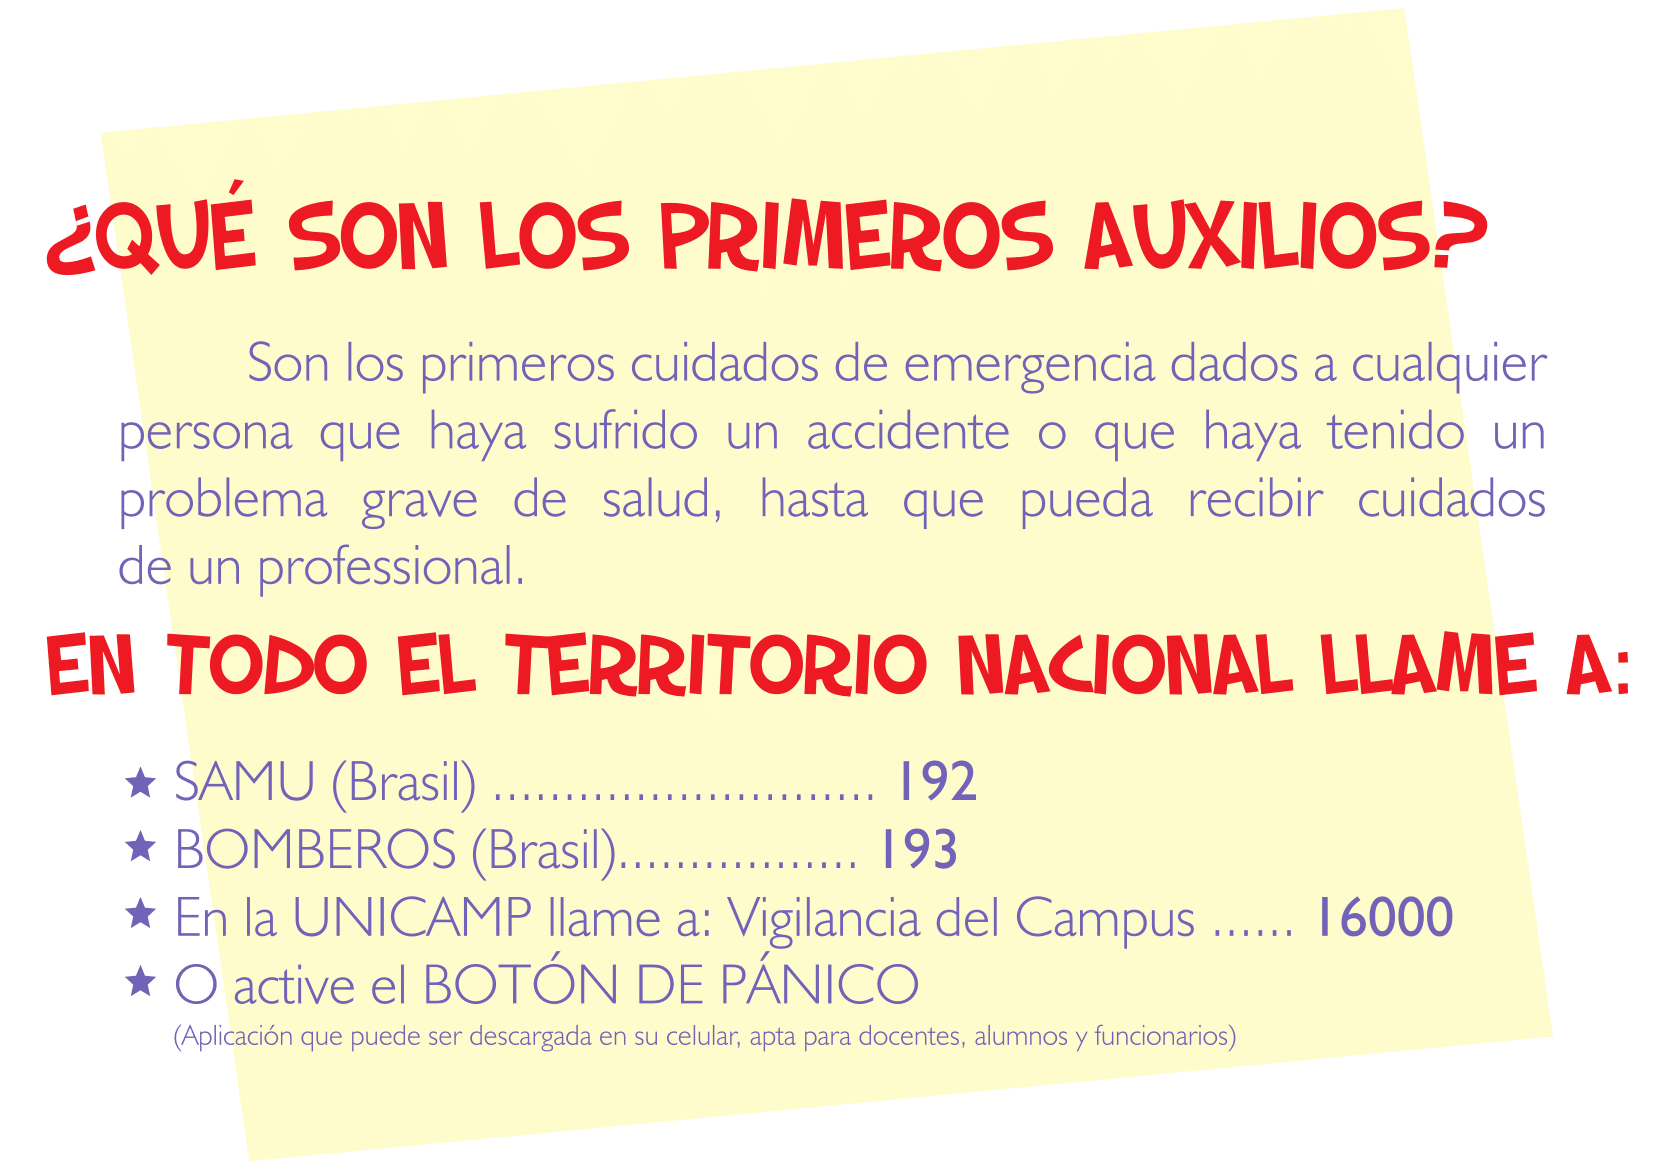 ¿QUÉ SON LOS PRIMEROS AUXILIOS?
Son los primeros cuidados de emergencia dados a cualquier
persona que haya sufrido un accidente o que haya tenido un
problema grave de salud, hasta que pueda recibir cuidados
de un professional.
EN TODO EL TERRITORIO NACIONAL LLAME A:
★ SAMU (Brasil) ........................... 192
★ BOMBEROS (Brasil)................. 193
★ En la UNICAMP llame a: Vigilancia del Campus ...... 16000
★ O active el BOTÓN DE PÁNICO
(Aplicación que puede ser descargada en su celular, apta para docentes, alumnos y funcionarios)